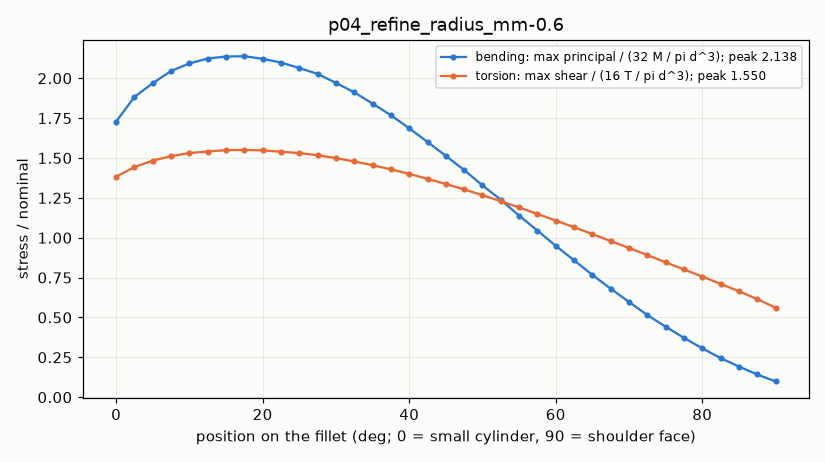 p04_refine_radius_mm-0.6
bending: max principal / (32 M / pi d^3); peak 2.138
torsion: max shear / (16 T / pi d^3); peak 1.550
stress / nominal
2.00
1.75
1.50
1.25
1.00
0.75
0.50
0.25
0.00
0 20 40 60 80
position on the fillet (deg; 0 = small cylinder, 90 = shoulder face)